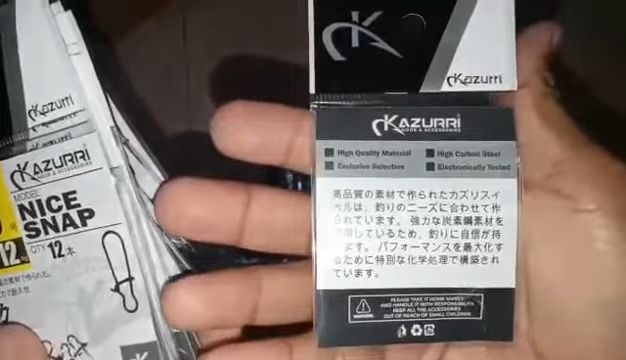 Kazurri
KAZURRI
HOOK & ACCESSORIES
MODEL
NICE
SNAP
12
QTY 12本
K
Kazurri
KAZURRI
HOOK & ACCESSORIES
High Quality Material
High Carbon Steel
Exclusive Selection
Electronically Tested
高品質の素材で作られたカズリスイ
ベルは、釣りのニーズに合わせて作
られています。強力な炭素鋼素材を
用しているため、釣りに自信が持
ます。パフォーマンスを最大化す
るために特別な化学処理で構築され
ています。
WARNING
PLEASE TAKE IT HOME SAFELY
AND HANDLE IT WITH RESPONSIBILITY.
KEEP ALL THE ACCESSORIES
OUT OF REACH OF SMALL CHILDREN.